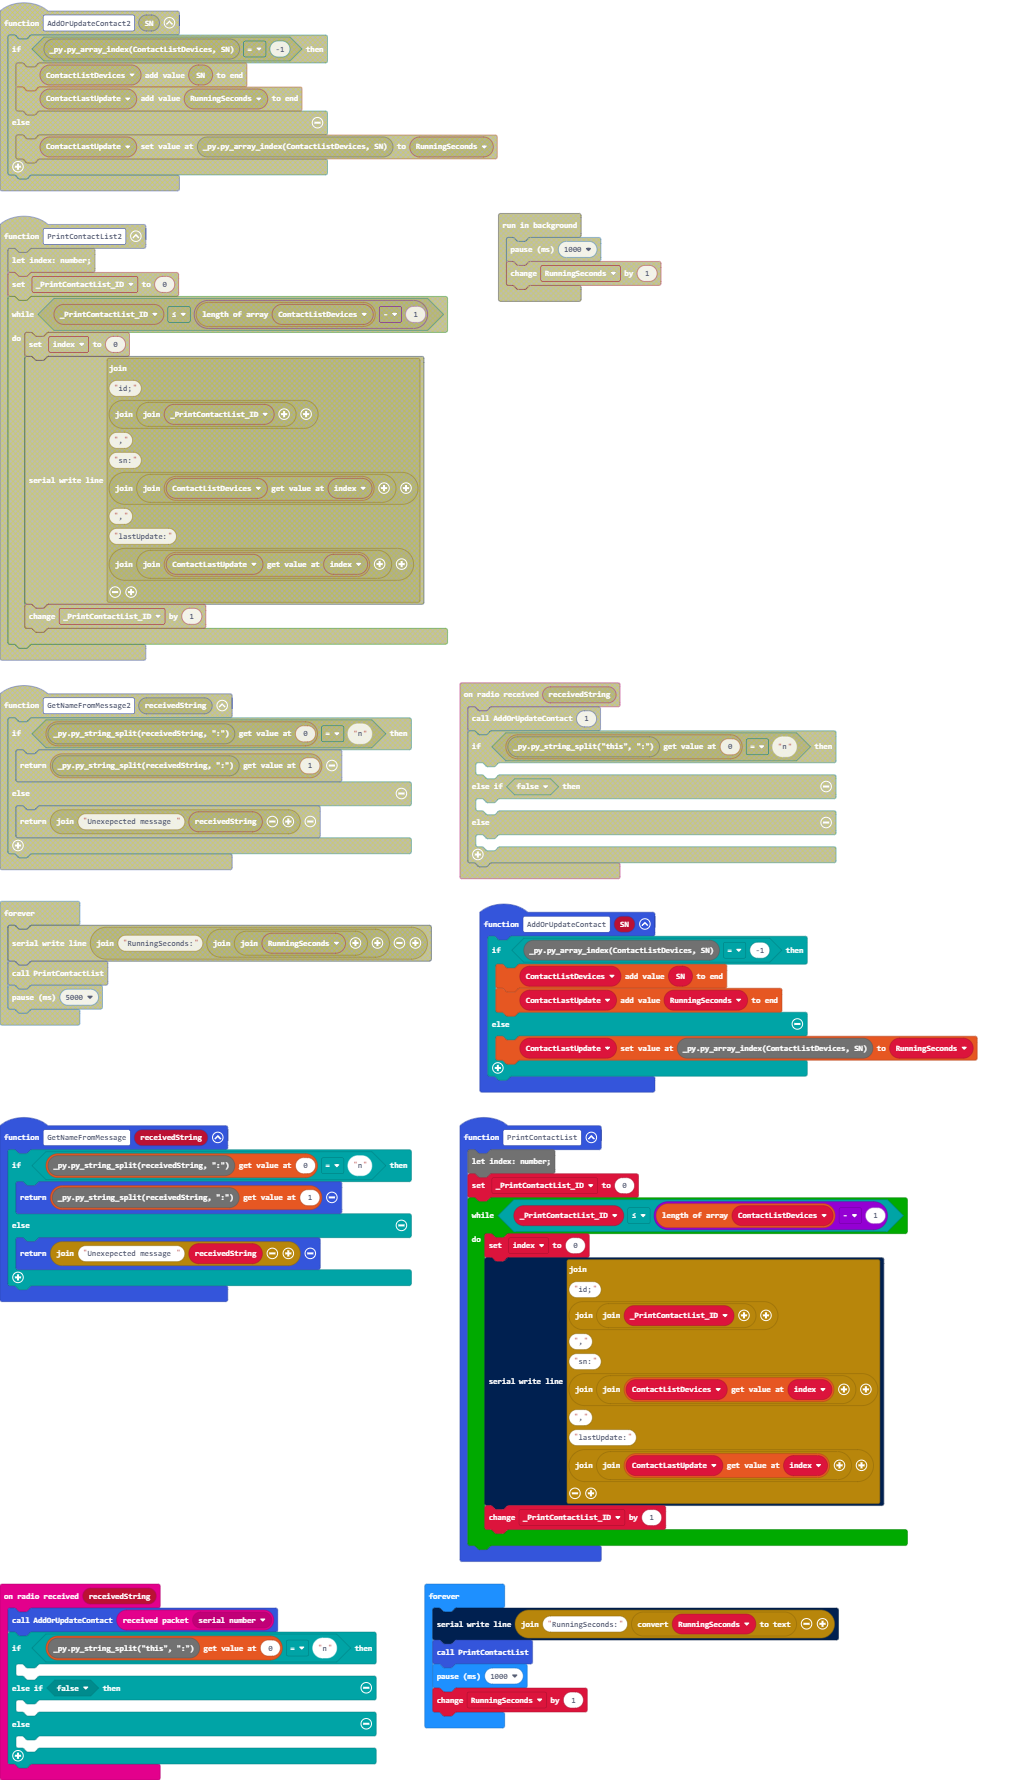 function AddOrUpdateContact2 SN
if _py.py_array_index(ContactListDevices, SN) = -1 then
ContactListDevices add value SN to end
ContactLastUpdate add value RunningSeconds to end
else
ContactLastUpdate set value at _py.py_array_index(ContactListDevices, SN) to RunningSeconds
function PrintContactList2
let index: number;
set _PrintContactList_ID to 0
while _PrintContactList_ID ≤ length of array ContactListDevices - 1
do
set index to 0
serial write line
join
"id;"
join join _PrintContactList_ID
","
"sn:"
join join ContactListDevices get value at index
","
"lastUpdate:"
join join ContactLastUpdate get value at index
change _PrintContactList_ID by 1
run in background
pause (ms) 1000
change RunningSeconds by 1
function GetNameFromMessage2 receivedString
if _py.py_string_split(receivedString, ":") get value at 0 = "n" then
return _py.py_string_split(receivedString, ":") get value at 1
else
return join "Unexepected message " receivedString
on radio received receivedString
call AddOrUpdateContact 1
if _py.py_string_split("this", ":") get value at 0 = "n" then
else if false then
else
forever
serial write line join "RunningSeconds:" join join RunningSeconds
call PrintContactList
pause (ms) 5000
function AddOrUpdateContact SN
if _py.py_array_index(ContactListDevices, SN) = -1 then
ContactListDevices add value SN to end
ContactLastUpdate add value RunningSeconds to end
else
ContactLastUpdate set value at _py.py_array_index(ContactListDevices, SN) to RunningSeconds
function GetNameFromMessage receivedString
if _py.py_string_split(receivedString, ":") get value at 0 = "n" then
return _py.py_string_split(receivedString, ":") get value at 1
else
return join "Unexepected message " receivedString
function PrintContactList
let index: number;
set _PrintContactList_ID to 0
while _PrintContactList_ID ≤ length of array ContactListDevices - 1
do
set index to 0
serial write line
join
"id;"
join join _PrintContactList_ID
","
"sn:"
join join ContactListDevices get value at index
","
"lastUpdate:"
join join ContactLastUpdate get value at index
change _PrintContactList_ID by 1
on radio received receivedString
call AddOrUpdateContact received packet serial number
if _py.py_string_split("this", ":") get value at 0 = "n" then
else if false then
else
forever
serial write line join "RunningSeconds:" convert RunningSeconds to text
call PrintContactList
pause (ms) 1000
change RunningSeconds by 1